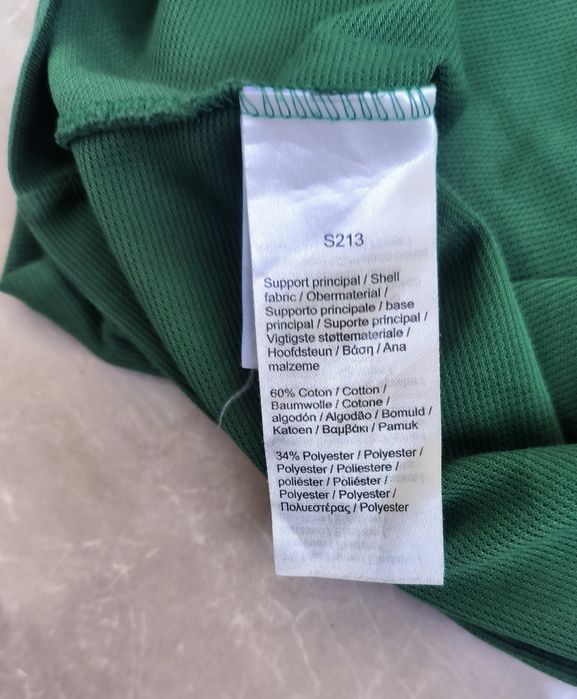 S213
Support principal / Shell
fabric / Obermaterial /
Supporto principale / base
principal / Suporte principal /
Vigtigste støttemateriale /
Hoofdsteun / Βάση / Ana
malzeme
60% Coton / Cotton /
Baumwolle / Cotone /
algodón / Algodão / Bomuld /
Katoen / Βαμβάκι / Pamuk
34% Polyester / Polyester /
Polyester / Poliestere /
poliéster / Poliéster /
Polyester / Polyester /
Πολυεστέρας / Polyester